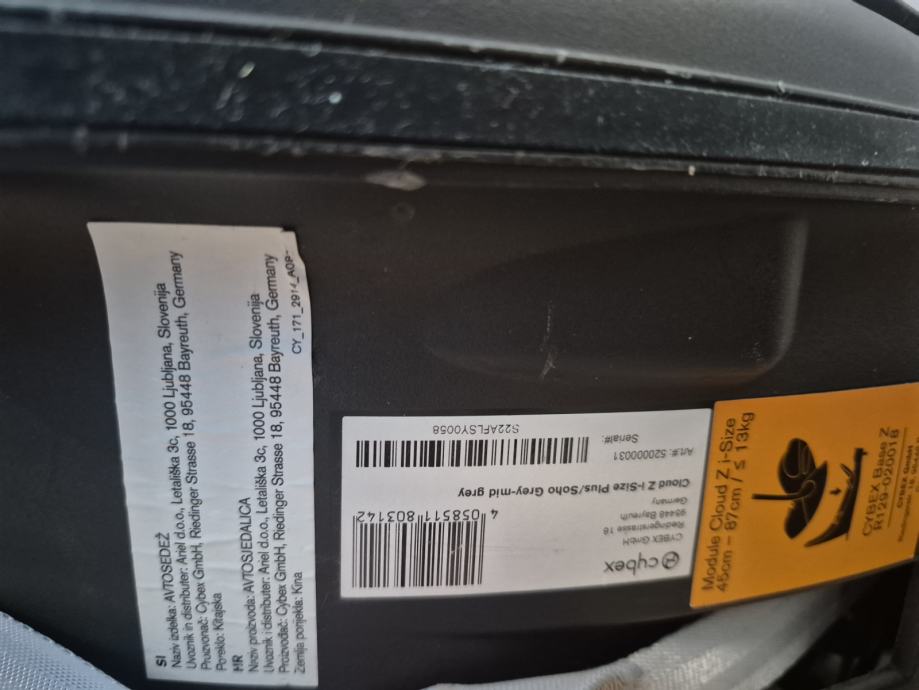 SI
Naziv izdelka: AVTOSEDEŽ
Uvoznik in distributer: Ariel d.o.o., Letališka 3c, 1000 Ljubljana, Slovenija
Proizvonač: Cybex GmbH, Riedinger Strasse 18, 95448 Bayreuth, Germany
Poreklo: Kitajska
HR
Naziv proizvoda: AVTOSJEDALICA
Uvoznik i distributer: Ariel d.o.o., Letališka 3c, 1000 Ljubljana, Slovenija
Proizvođač: Cybex GmbH, Riedinger Strasse 18, 95448 Bayreuth, Germany
Zemlja porijekla: Kina
CY_171_2914_AOP-
cybex
CYBEX GmbH
Riedingerstrasse 18
95448 Bayreuth
Germany
Cloud Z i-Size Plus/Soho Grey-mid grey
Art.#: 520000031
Serial#:
S22AFLSY0058
4 058511 803142
Module Cloud Z i-Size
45cm - 87cm / ≤ 13kg
CYBEX Base Z
R129-020018
CYBEX GmbH